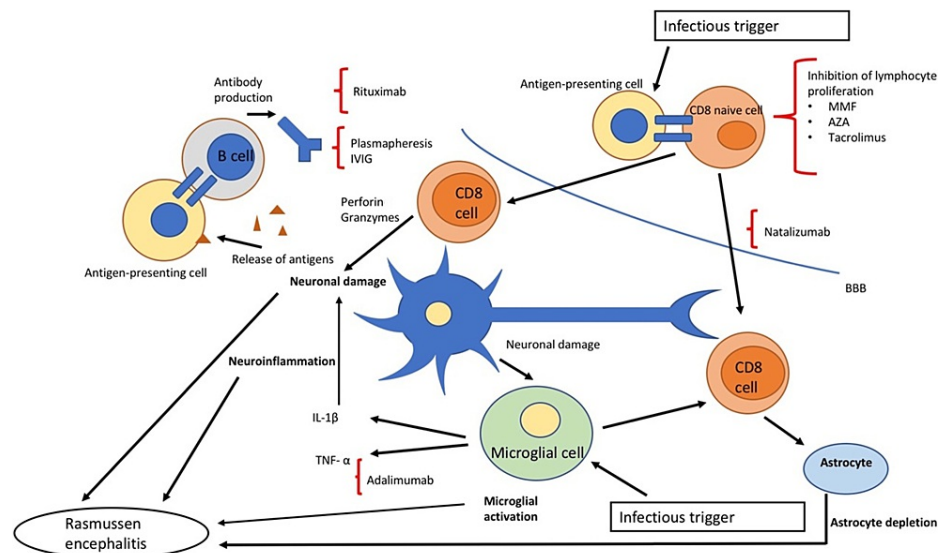 Infectious trigger
Antigen-presenting cell
CD8 naive cell
Inhibition of lymphocyte
proliferation
• MMF
• AZA
• Tacrolimus
Antibody
production
Rituximab
Plasmapheresis
IVIG
B cell
Antigen-presenting cell
Release of antigens
Perforin
Granzymes
CD8
cell
Natalizumab
BBB
Neuronal damage
Neuroinflammation
Neuronal damage
CD8
cell
IL-1β
TNF- α
Adalimumab
Microglial cell
Astrocyte
Microglial
activation
Infectious trigger
Astrocyte depletion
Rasmussen
encephalitis